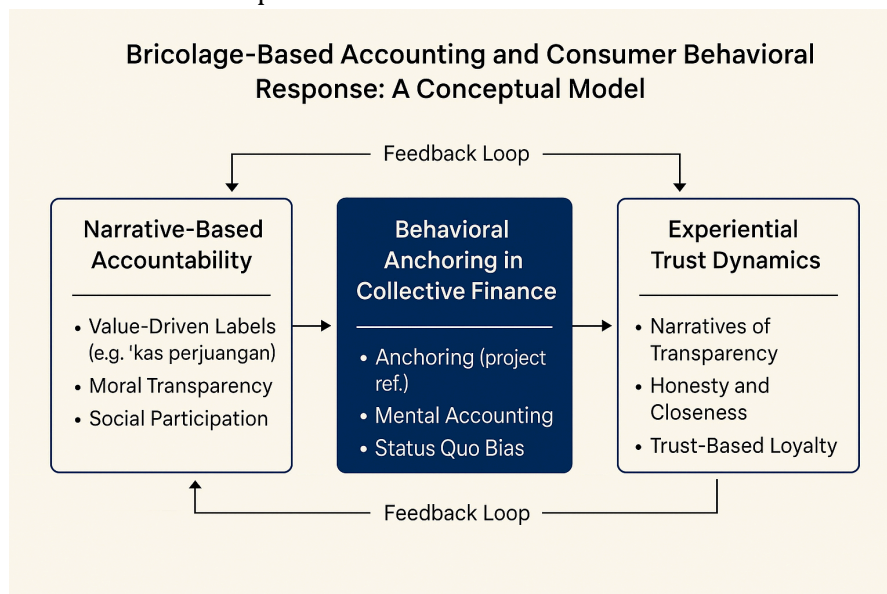 Bricolage-Based Accounting and Consumer Behavioral
Response: A Conceptual Model
Feedback Loop
Narrative-Based
Accountability
• Value-Driven Labels
(e.g. 'kas perjuangan)
• Moral Transparency
• Social Participation
Behavioral
Anchoring in
Collective Finance
• Anchoring (project
ref.)
• Mental Accounting
• Status Quo Bias
Experiential
Trust Dynamics
• Narratives of
Transparency
• Honesty and
Closeness
• Trust-Based Loyalty
Feedback Loop